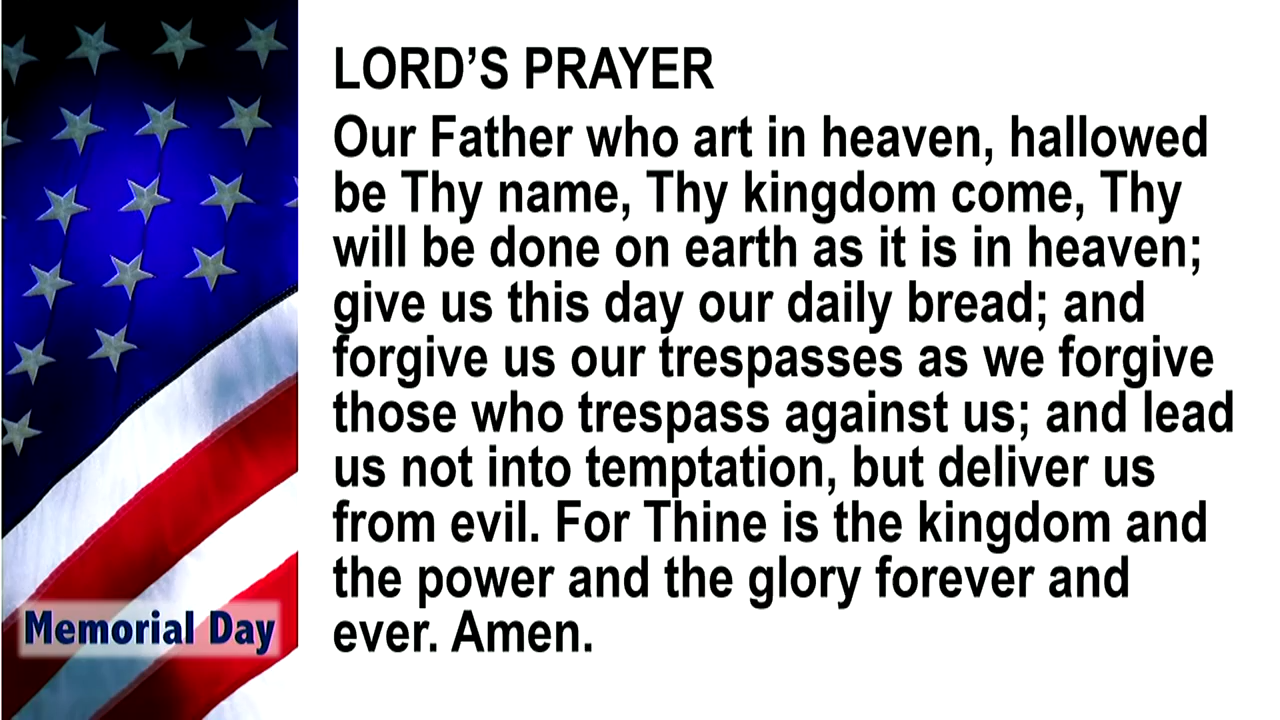 LORD’S PRAYER
Our Father who art in heaven, hallowed
be Thy name, Thy kingdom come, Thy
will be done on earth as it is in heaven;
give us this day our daily bread; and
forgive us our trespasses as we forgive
those who trespass against us; and lead
us not into temptation, but deliver us
from evil. For Thine is the kingdom and
the power and the glory forever and
ever. Amen.
Memorial Day